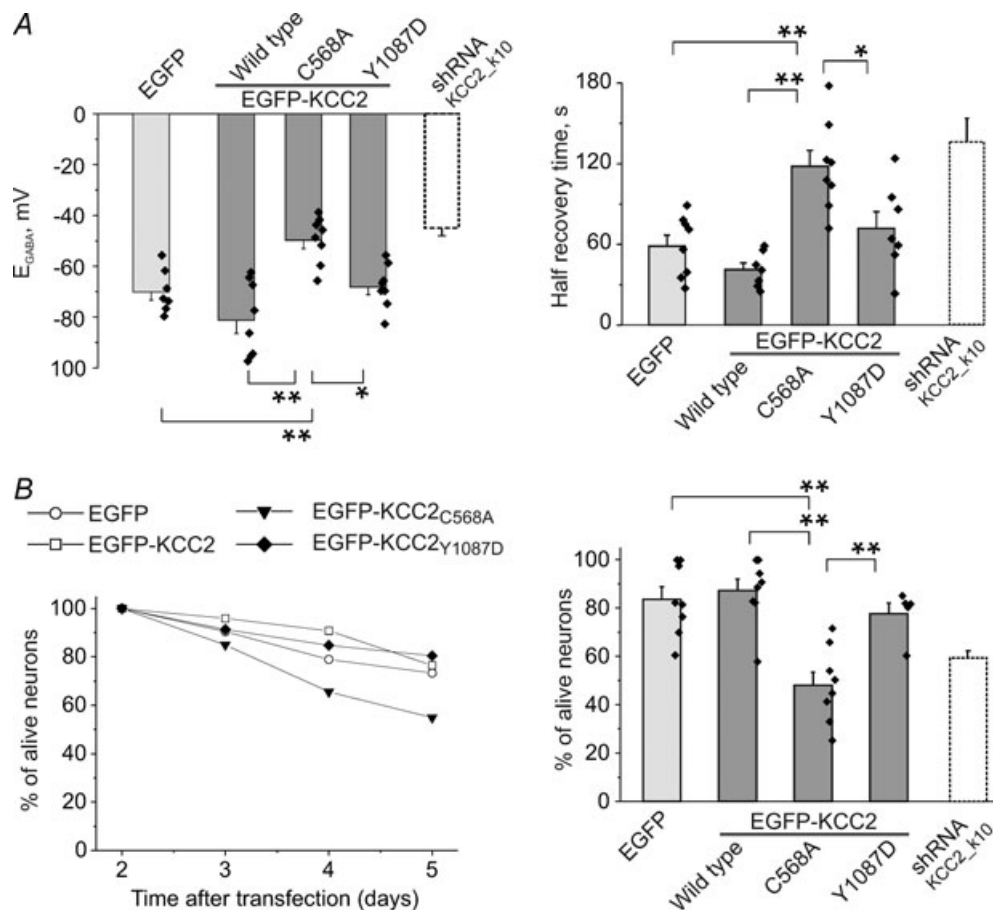 A
EGFP
Wild type
C568A
Y1087D
shRNA
KCC2_k10
EGFP-KCC2
0
-20
-40
-60
-80
100
E_GABA, mV
**
*
**
**
*
**
Half recovery time, s
180
120
60
0
EGFP
EGFP-KCC2
Wild type
C568A
Y1087D
shRNA
KCC2_k10
B
EGFP
EGFP-KCC2C568A
EGFP-KCC2
EGFP-KCC2Y1087D
% of alive neurons
100
80
60
40
20
0
2 3 4 5
Time after transfection (days)
**
**
**
% of alive neurons
100
80
60
40
20
0
EGFP
EGFP-KCC2
Wild type
C568A
Y1087D
shRNA
KCC2_k10